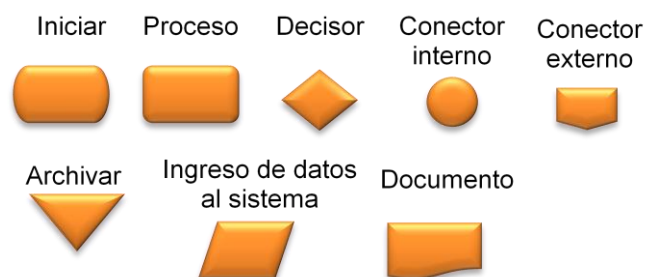 Iniciar
Proceso
Decisor
Conector
interno
Conector
externo
Archivar
Ingreso de datos
al sistema
Documento